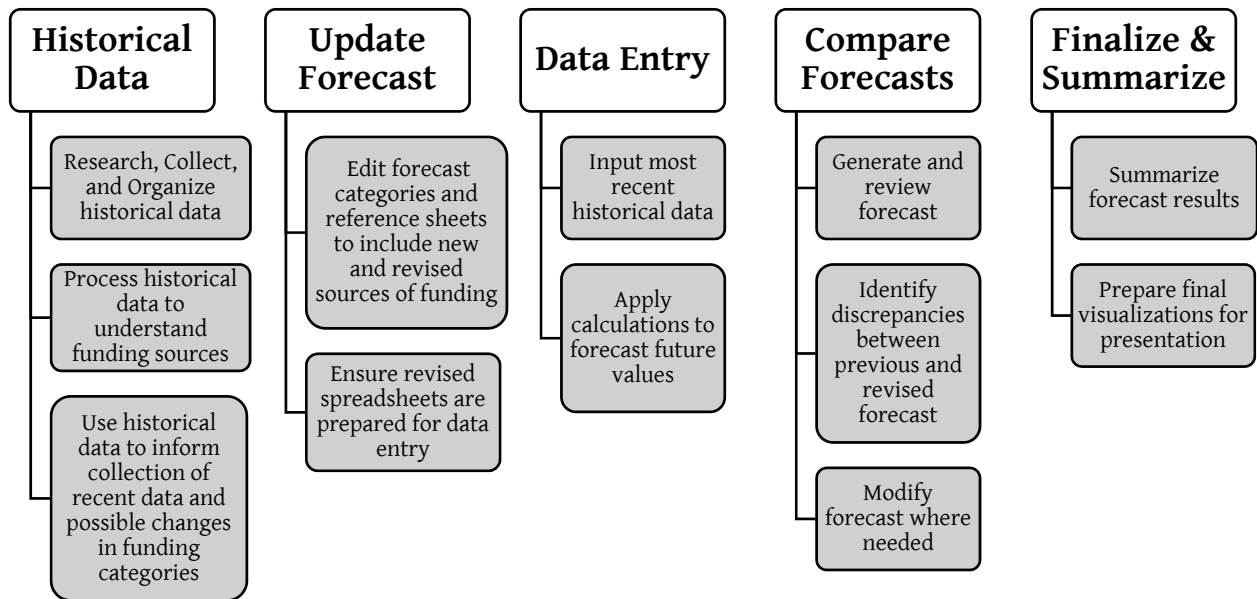 Historical
Data
Research, Collect,
and Organize
historical data
Process historical
data to
understand
funding sources
Use historical
data to inform
collection of
recent data and
possible changes
in funding
categories
Update
Forecast
Edit forecast
categories and
reference sheets
to include new
and revised
sources of funding
Ensure revised
spreadsheets are
prepared for data
entry
Data Entry
Input most
recent
historical data
Apply
calculations to
forecast future
values
Compare
Forecasts
Generate and
review
forecast
Identify
discrepancies
between
previous and
revised
forecast
Modify
forecast where
needed
Finalize &
Summarize
Summarize
forecast results
Prepare final
visualizations for
presentation